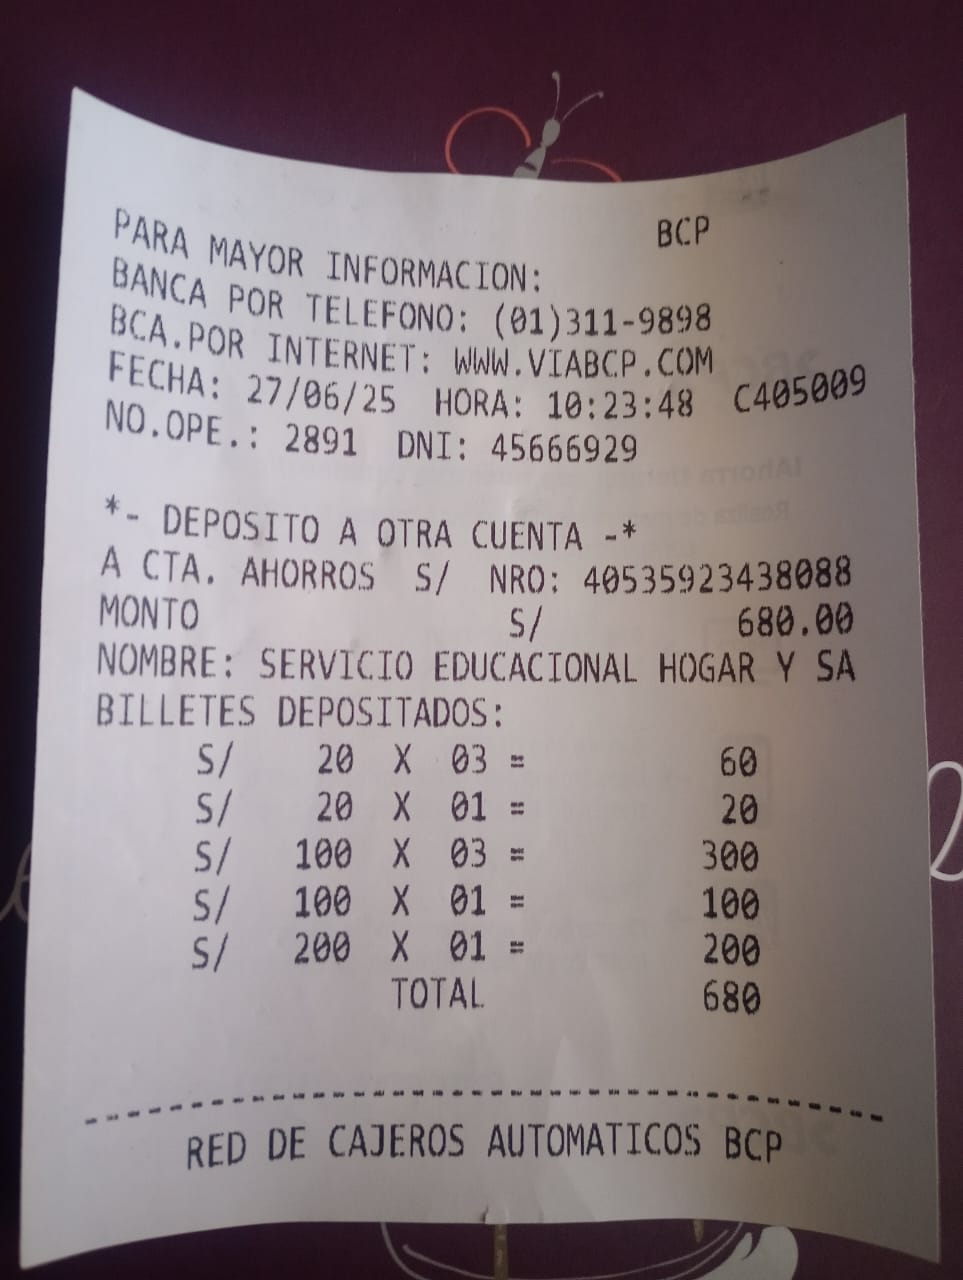 BCP
PARA MAYOR INFORMACION:
BANCA POR TELEFONO: (01)311-9898
BCA.POR INTERNET: WWW.VIABCP.COM
FECHA: 27/06/25 HORA: 10:23:48 C405009
NO.OPE.: 2891 DNI: 45666929
*- DEPOSITO A OTRA CUENTA -*
A CTA. AHORROS S/ NRO: 40535923438088
MONTO S/ 680.00
NOMBRE: SERVICIO EDUCACIONAL HOGAR Y SA
BILLETES DEPOSITADOS:
S/ 20 X 03 = 60
S/ 20 X 01 = 20
S/ 100 X 03 = 300
S/ 100 X 01 = 100
S/ 200 X 01 = 200
TOTAL 680
RED DE CAJEROS AUTOMATICOS BCP